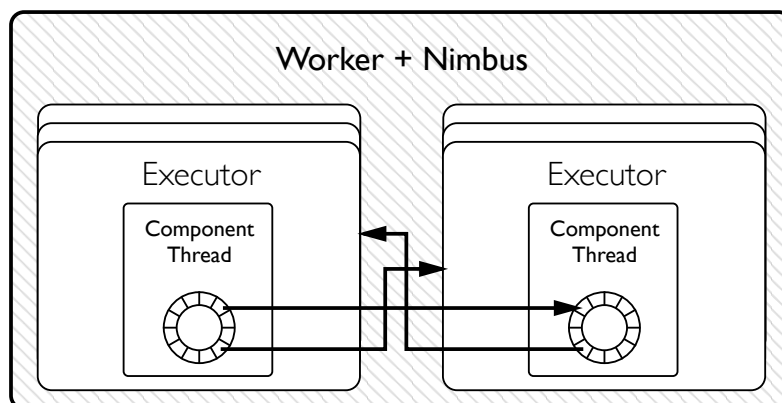 Worker + Nimbus
Executor
Component
Thread
Executor
Component
Thread